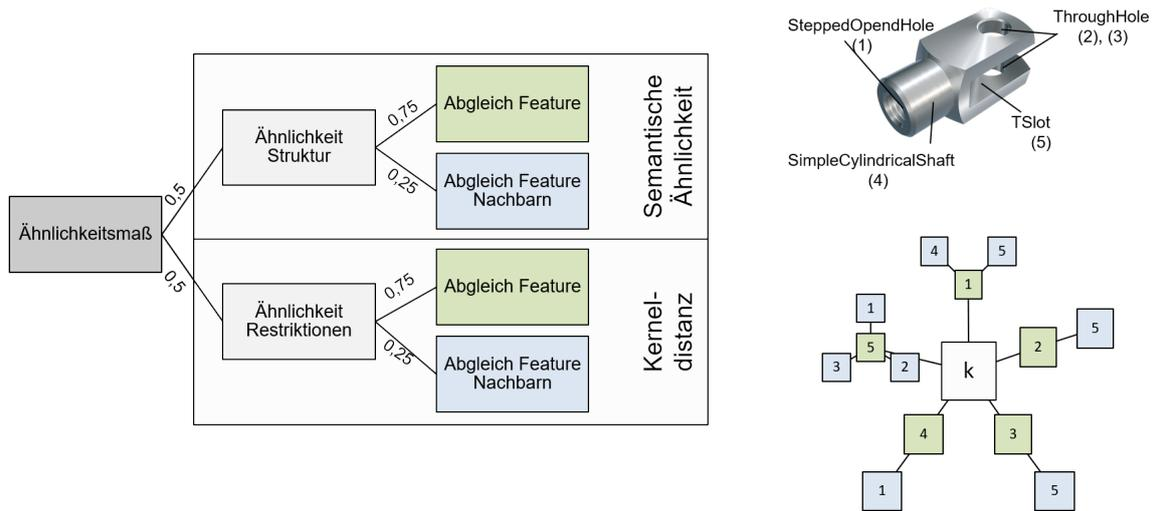 Ähnlichkeitsmaß
0,5
0,5
Ähnlichkeit
Struktur
0,75
0,25
Abgleich Feature
Abgleich Feature
Nachbarn
Semantische
Ähnlichkeit
Ähnlichkeit
Restriktionen
0,75
0,25
Abgleich Feature
Abgleich Feature
Nachbarn
Kernel-
distanz
SteppedOpendHole
(1)
ThroughHole
(2), (3)
TSlot
(5)
SimpleCylindricalShaft
(4)
4
5
1
1
5
3
2
k
2
5
4
3
1
5